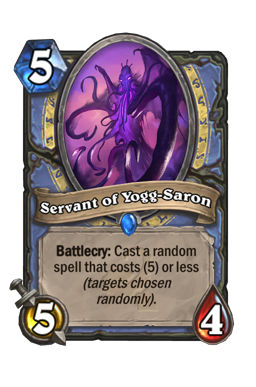 5
Servant of Yogg-Saron
Battlecry: Cast a random
spell that costs (5) or less
(targets chosen
randomly).
5
4